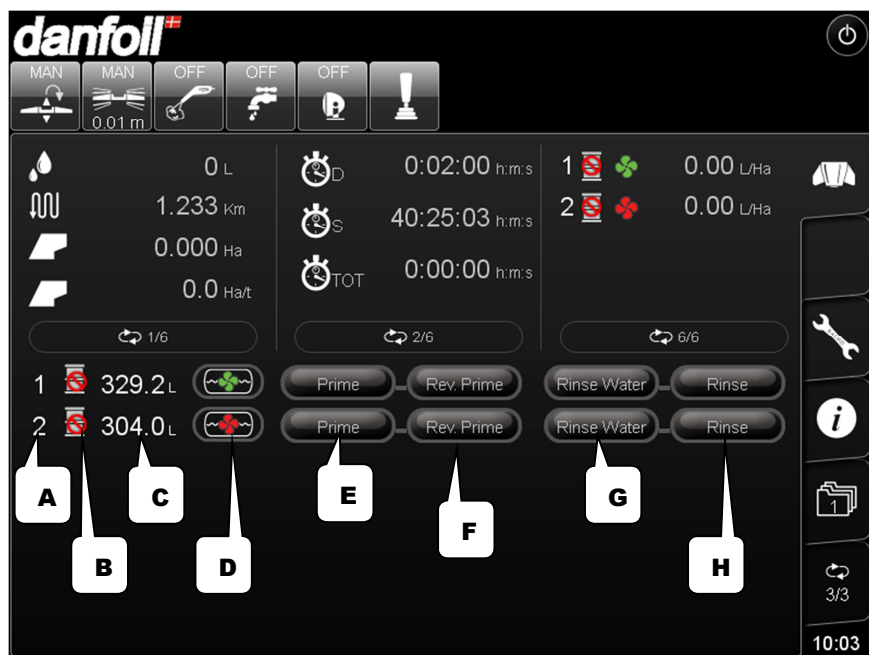 danfoil
MAN MAN OFF OFF OFF
0.01 m
0 L
1.233 Km
0.000 Ha
0.0 Ha/t
1/6
D 0:02:00 h:m:s
S 40:25:03 h:m:s
TOT 0:00:00 h:m:s
2/6
1 0.00 L/Ha
2 0.00 L/Ha
6/6
1 329.2 L Prime Rev. Prime Rinse Water Rinse
2 304.0 L Prime Rev. Prime Rinse Water Rinse
A C E G
F
B D H
i
1
3/3
10:03